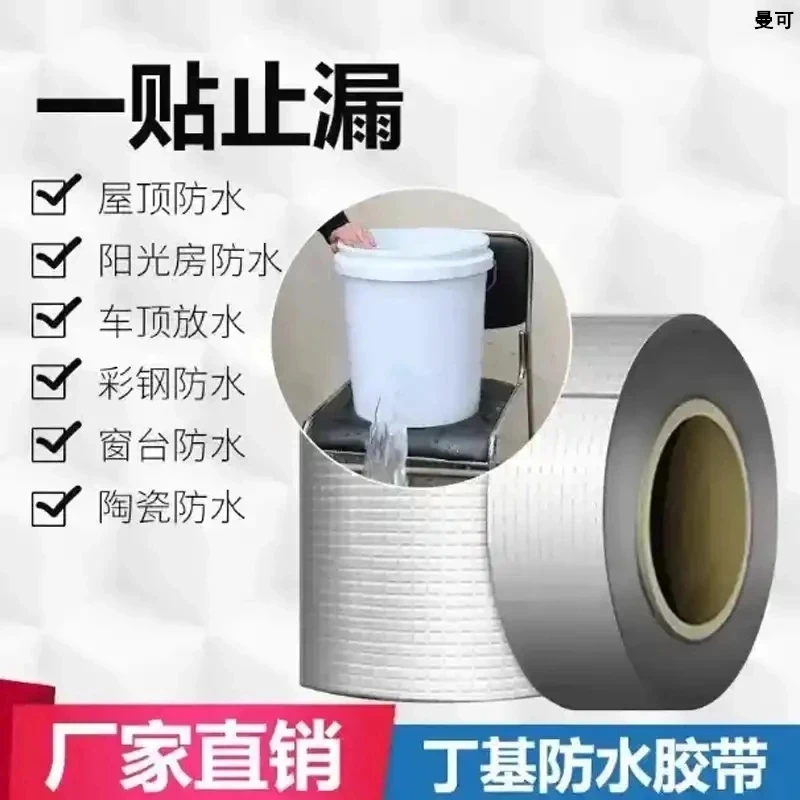 曼可
一贴止漏
屋顶防水
阳光房防水
车顶放水
彩钢防水
窗台防水
陶瓷防水
厂家直销
丁基防水胶带